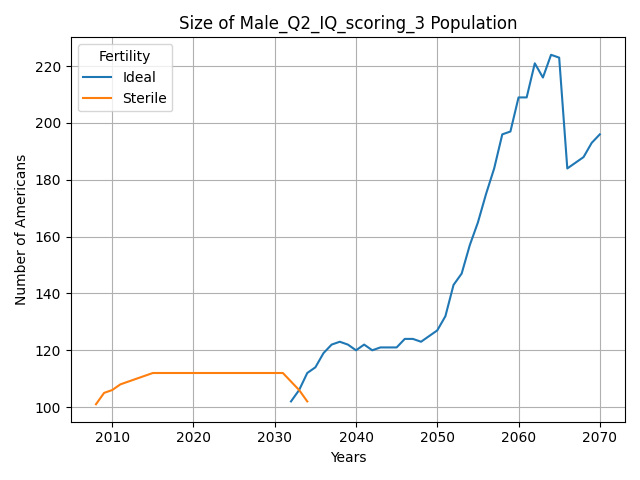 Size of Male_Q2_IQ_scoring_3 Population
Fertility
Ideal
Sterile
Number of Americans
220
200
180
160
140
120
100
2010 2020 2030 2040 2050 2060 2070
Years